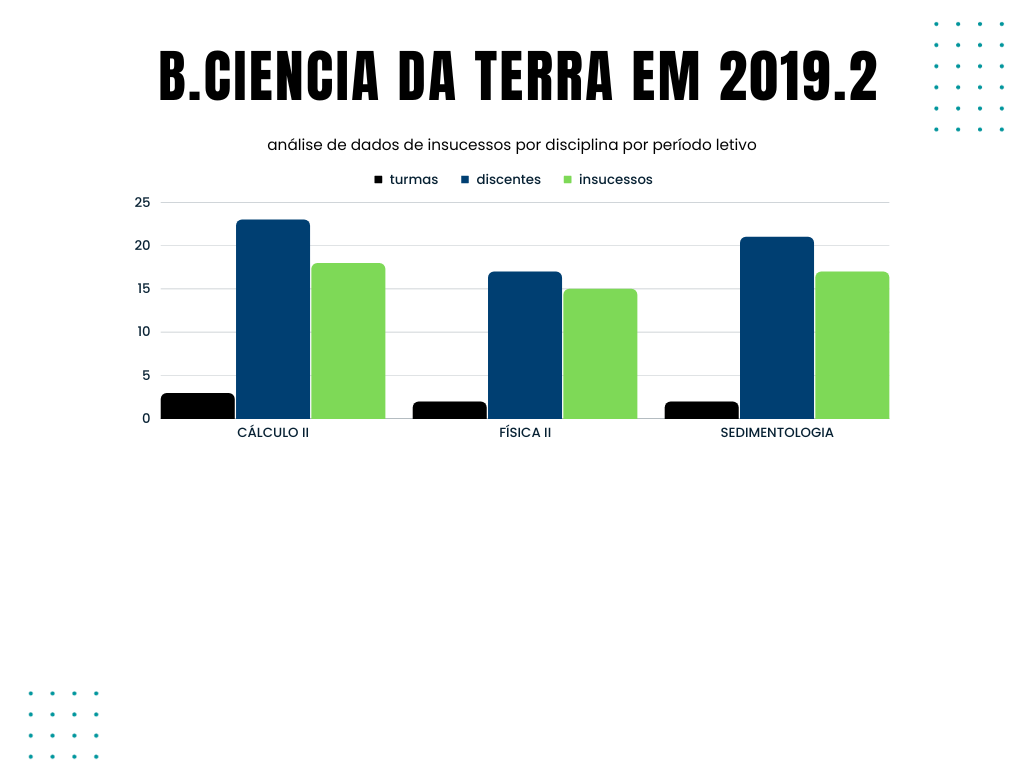 B.CIENCIA DA TERRA EM 2019.2
análise de dados de insucessos por disciplina por período letivo
turmas discentes insucessos
25
20
15
10
5
0
CÁLCULO II FÍSICA II SEDIMENTOLOGIA